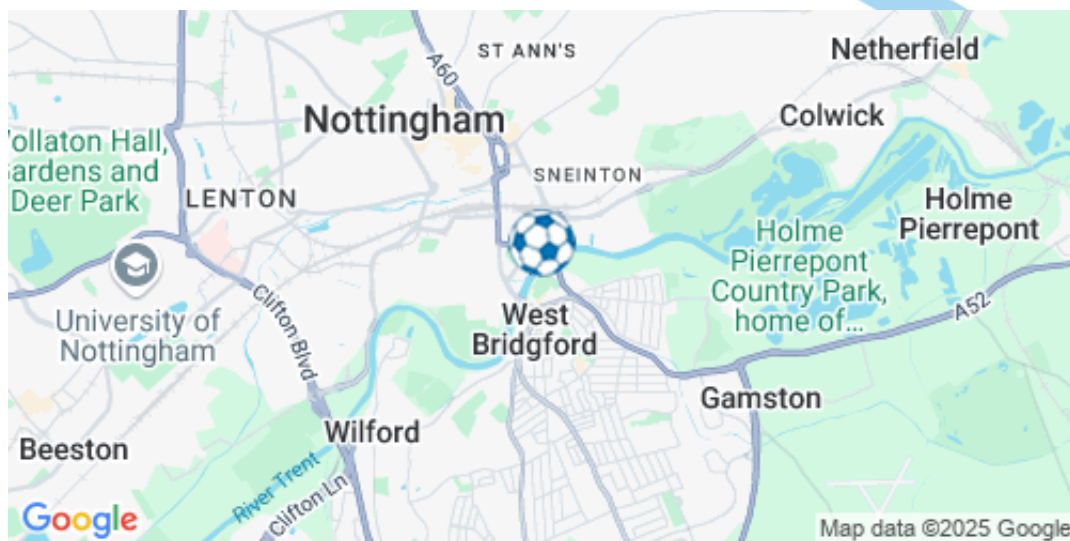 ST ANN'S
Netherfield
A60
Nottingham
Colwick
ollaton Hall,
Gardens and
Deer Park
SNEINTON
LENTON
Holme
Pierrepont
Holme
Pierrepont
Country Park,
home of...
A52
University of
Nottingham
Clifton Blvd
West
Bridgford
Gamston
Beeston
Wilford
River Trent
Clifton Ln
Google
Map data ©2025 Google